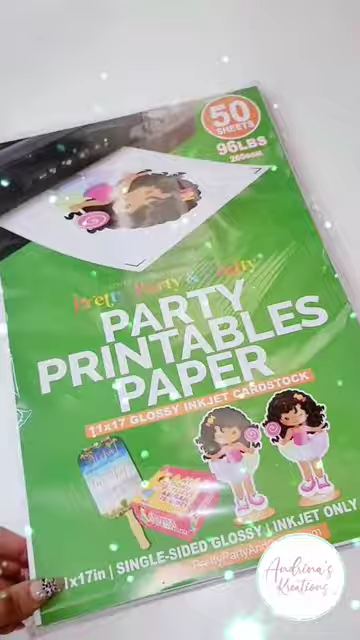 50
SHEETS
96LBS
260GSM
Pretty Party
PARTY
PRINTABLES
PAPER
11x17 GLOSSY INKJET CARDSTOCK
x17in | SINGLE-SIDED GLOSSY | INKJET ONLY
Andrina's
Kreations